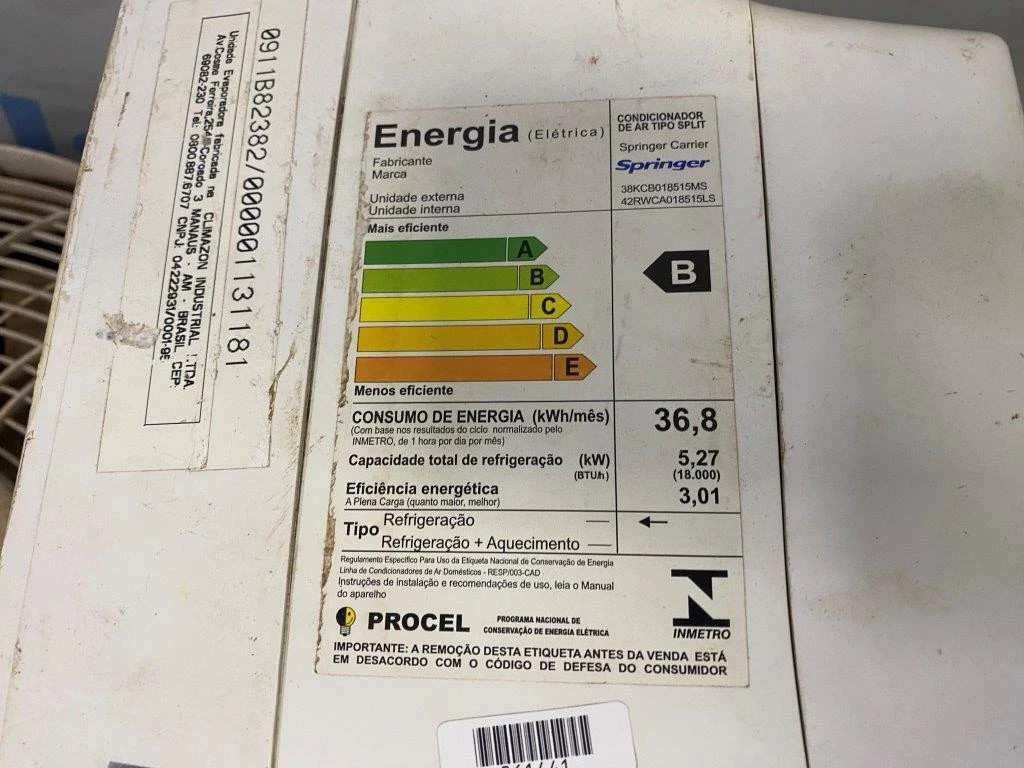 0911B82382/000001131181
Unidade Evaporadora fabricada na CLIMAZON INDUSTRIAL LTDA.
Av.Cosme Ferreira, Coroado 3 MANAUS - AM - BRASIL CEP:
69082-230 Tel: 0800.887.6707 CNPJ: 04222931/0001-95
Energia (Elétrica)
Fabricante
Marca
Unidade externa
Unidade interna
CONDICIONADOR
DE AR TIPO SPLIT
Springer Carrier
Springer
38KCB018515MS
42RWCA018515LS
Mais eficiente
A
B
C
D
E
Menos eficiente
B
CONSUMO DE ENERGIA (kWh/mês) 36,8
(Com base nos resultados do ciclo normalizado pelo
INMETRO, de 1 hora por dia por mês)
Capacidade total de refrigeração (kW) 5,27
(BTU/h) (18.000)
Eficiência energética 3,01
A Plena Carga (quanto maior, melhor)
Tipo
Refrigeração
Refrigeração + Aquecimento
Regulamento Específico Para Uso da Etiqueta Nacional de Conservação de Energia
Linha de Condicionadores de Ar Domésticos - RESP/003-CAD
Instruções de instalação e recomendações de uso, leia o Manual
do aparelho
PROCEL
PROGRAMA NACIONAL DE
CONSERVAÇÃO DE ENERGIA ELÉTRICA
INMETRO
IMPORTANTE: A REMOÇÃO DESTA ETIQUETA ANTES DA VENDA ESTÁ
EM DESACORDO COM O CÓDIGO DE DEFESA DO CONSUMIDOR